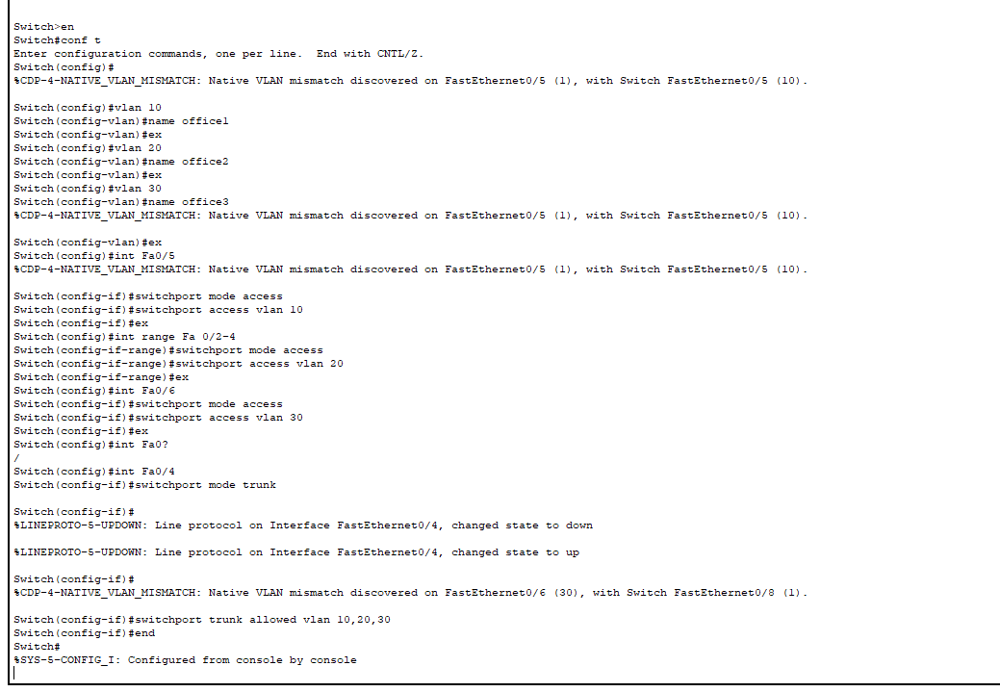 Switch>en
Switch#conf t
Enter configuration commands, one per line.  End with CNTL/Z.
Switch(config)#
%CDP-4-NATIVE_VLAN_MISMATCH: Native VLAN mismatch discovered on FastEthernet0/5 (1), with Switch FastEthernet0/5 (10).
Switch(config)#vlan 10
Switch(config-vlan)#name office1
Switch(config-vlan)#ex
Switch(config)#vlan 20
Switch(config-vlan)#name office2
Switch(config-vlan)#ex
Switch(config)#vlan 30
Switch(config-vlan)#name office3
%CDP-4-NATIVE_VLAN_MISMATCH: Native VLAN mismatch discovered on FastEthernet0/5 (1), with Switch FastEthernet0/5 (10).
Switch(config-vlan)#ex
Switch(config)#int Fa0/5
%CDP-4-NATIVE_VLAN_MISMATCH: Native VLAN mismatch discovered on FastEthernet0/5 (1), with Switch FastEthernet0/5 (10).
Switch(config-if)#switchport mode access
Switch(config-if)#switchport access vlan 10
Switch(config-if)#ex
Switch(config)#int range Fa 0/2-4
Switch(config-if-range)#switchport mode access
Switch(config-if-range)#switchport access vlan 20
Switch(config-if-range)#ex
Switch(config)#int Fa0/6
Switch(config-if)#switchport mode access
Switch(config-if)#switchport access vlan 30
Switch(config-if)#ex
Switch(config)#int Fa0?
/
Switch(config)#int Fa0/4
Switch(config-if)#switchport mode trunk
Switch(config-if)#
%LINEPROTO-5-UPDOWN: Line protocol on Interface FastEthernet0/4, changed state to down
%LINEPROTO-5-UPDOWN: Line protocol on Interface FastEthernet0/4, changed state to up
Switch(config-if)#
%CDP-4-NATIVE_VLAN_MISMATCH: Native VLAN mismatch discovered on FastEthernet0/6 (30), with Switch FastEthernet0/8 (1).
Switch(config-if)#switchport trunk allowed vlan 10,20,30
Switch(config-if)#end
Switch#
%SYS-5-CONFIG_I: Configured from console by console